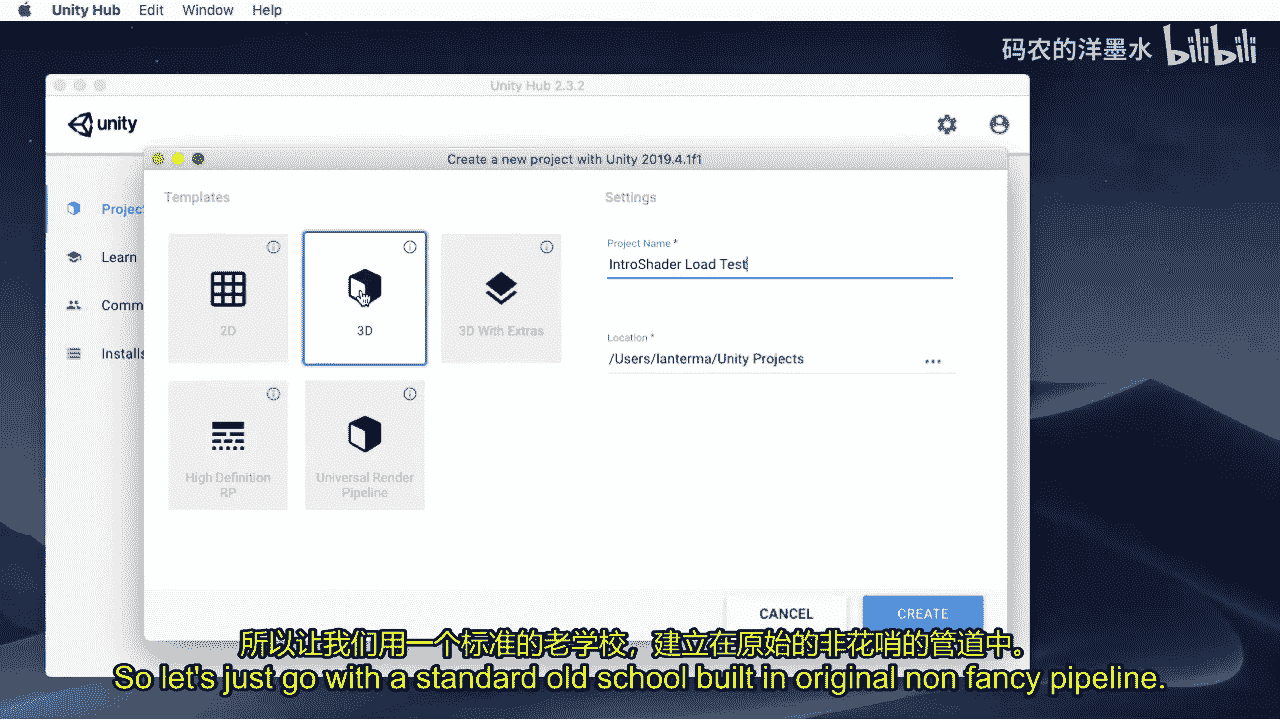 Unity Hub Edit Window Help
码农的洋墨水 bilibili
Unity Hub 2.3.2
unity
Create a new project with Unity 2019.4.1f1
Templates
Settings
Projec
Learn
Comm
Installs
2D
3D
3D With Extras
High Definition
RP
Universal Render
Pipeline
Project Name *
IntroShader Load Test
Location *
/Users/lanterma/Unity Projects
CANCEL
CREATE
所以让我们用一个标准的老学校，建立在原始的非花哨的管道中。
So let's just go with a standard old school built in original non fancy pipeline.